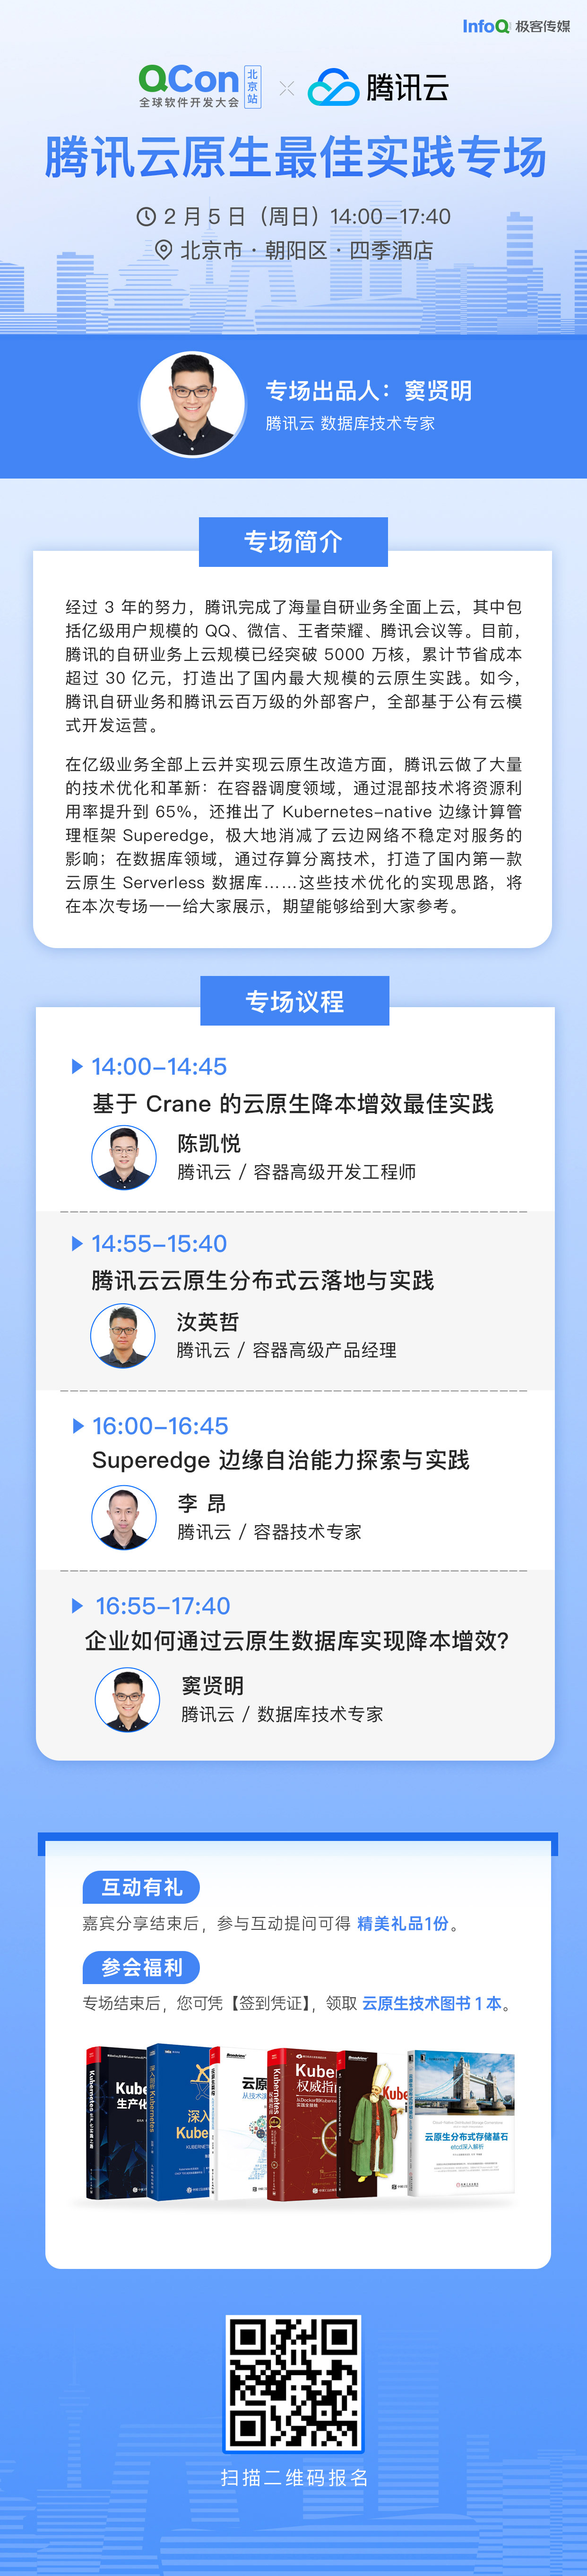 InfoQ 极客传媒
QCon 北京站
全球软件开发大会
腾讯云
腾讯云原生最佳实践专场
2 月 5 日（周日）14:00-17:40
北京市 · 朝阳区 · 四季酒店
专场出品人：窦贤明
腾讯云 数据库技术专家
专场简介
经过 3 年的努力，腾讯完成了海量自研业务全面上云，其中包
括亿级用户规模的 QQ、微信、王者荣耀、腾讯会议等。目前，
腾讯的自研业务上云规模已经突破 5000 万核，累计节省成本
超过 30 亿元，打造出了国内最大规模的云原生实践。如今，
腾讯自研业务和腾讯云百万级的外部客户，全部基于公有云模
式开发运营。
在亿级业务全部上云并实现云原生改造方面，腾讯云做了大量
的技术优化和革新：在容器调度领域，通过混部技术将资源利
用率提升到 65%，还推出了 Kubernetes-native 边缘计算管
理框架 Superedge，极大地消减了云边网络不稳定对服务的
影响；在数据库领域，通过存算分离技术，打造了国内第一款
云原生 Serverless 数据库……这些技术优化的实现思路，将
在本次专场一一给大家展示，期望能够给到大家参考。
专场议程
14:00-14:45
基于 Crane 的云原生降本增效最佳实践
陈凯悦
腾讯云 / 容器高级开发工程师
14:55-15:40
腾讯云云原生分布式云落地与实践
汝英哲
腾讯云 / 容器高级产品经理
16:00-16:45
Superedge 边缘自治能力探索与实践
李 昂
腾讯云 / 容器技术专家
16:55-17:40
企业如何通过云原生数据库实现降本增效?
窦贤明
腾讯云 / 数据库技术专家
互动有礼
嘉宾分享结束后，参与互动提问可得 精美礼品1份。
参会福利
专场结束后，您可凭【签到凭证】，领取 云原生技术图书 1 本。
Kube
生产化
深入
Kube
云原
Kube
权威指
Kube
云原生分布式存储基石
etcd深入解析
扫描二维码报名